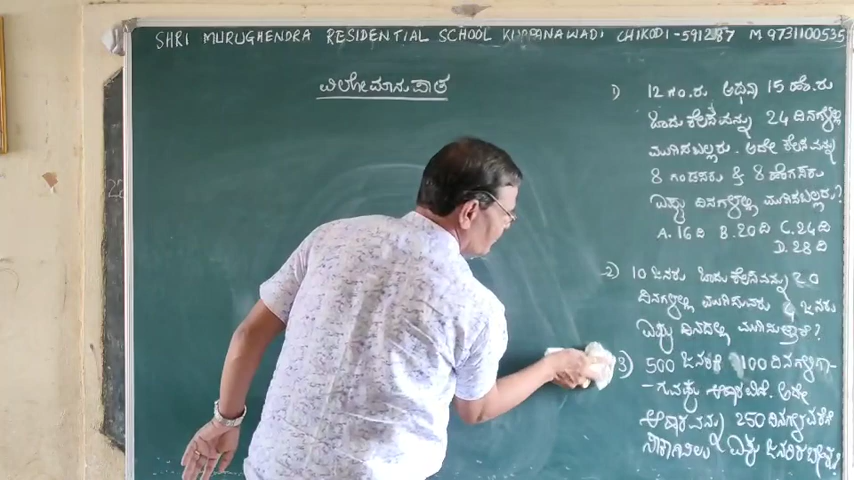 SHRI MURUGHENDRA RESIDENTIAL SCHOOL KUPPANAWADI CHIKODI-591287 M.9731100535
ವಿಲೋಮಾನುಪಾತ
1) 12 ಗಂ.ರು ಅಥವಾ 15 ಹೆಂ.ರು
ಒಂದು ಕೆಲಸವನ್ನು 24 ದಿನಗಳಲ್ಲಿ
ಮುಗಿಸಬಲ್ಲರು. ಅದೇ ಕೆಲಸವನ್ನು
8 ಗಂಡಸರು & 8 ಹೆಂಗಸರು
ಎಷ್ಟು ದಿನಗಳಲ್ಲಿ ಮುಗಿಸಬಲ್ಲರು?
A. 16 ದಿ B. 20 ದಿ C. 24 ದಿ
D. 28 ದಿ
2) 10 ಜನರು ಒಂದು ಕೆಲಸವನ್ನು 20
ದಿನಗಳಲ್ಲಿ ಮುಗಿಸುವರು ಜನರು
ಎಷ್ಟು ದಿನದಲ್ಲಿ ಮುಗಿಸುತ್ತಾರೆ?
3) 500 ಜನರಿಗೆ 100 ದಿನಗಳಿಗಾ-
-ಗುವಷ್ಟು ಆಹಾರವಿದೆ. ಅದೇ
ಆಹಾರವನ್ನು 250 ದಿನಗಳವರೆಗೆ
ಎಷ್ಟು